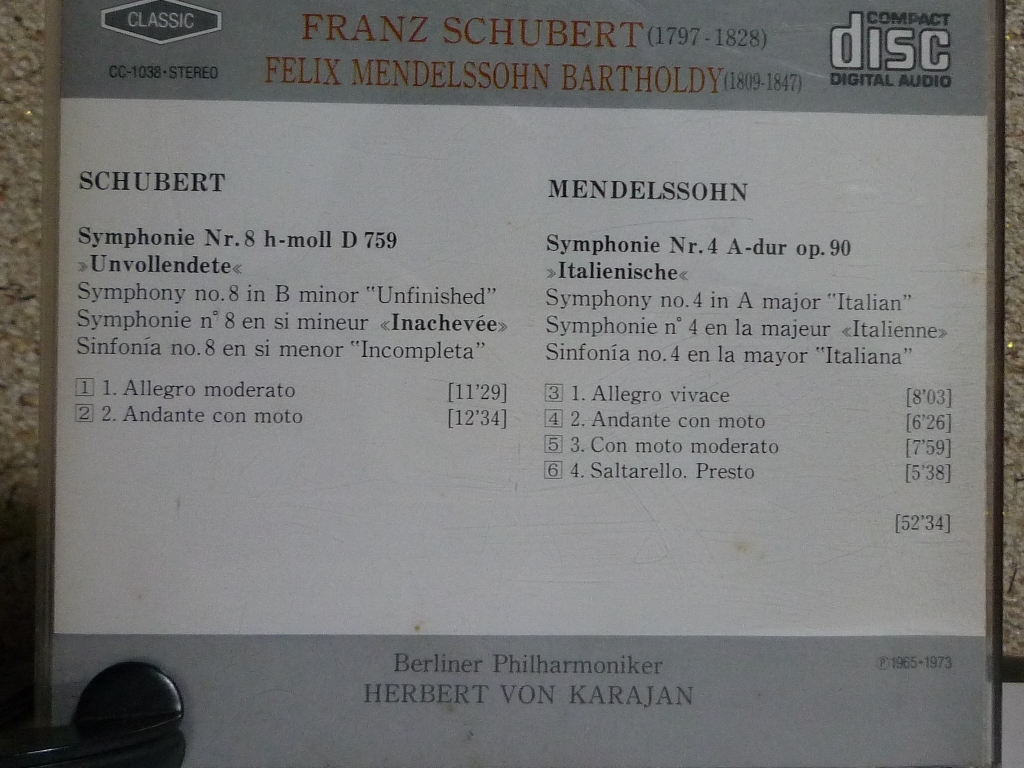 CLASSIC
CC-1038·STEREO
FRANZ SCHUBERT (1797-1828)
FELIX MENDELSSOHN BARTHOLDY (1809-1847)
COMPACT
disc
DIGITAL AUDIO
SCHUBERT
Symphonie Nr. 8 h-moll D 759
»Unvollendete«
Symphony no. 8 in B minor "Unfinished"
Symphonie n° 8 en si mineur «Inachevée»
Sinfonía no. 8 en si menor "Incompleta"
1 1. Allegro moderato [11'29]
2 2. Andante con moto [12'34]
MENDELSSOHN
Symphonie Nr. 4 A-dur op. 90
»Italienische«
Symphony no. 4 in A major "Italian"
Symphonie n° 4 en la majeur «Italienne»
Sinfonía no. 4 en la mayor "Italiana"
3 1. Allegro vivace [8'03]
4 2. Andante con moto [6'26]
5 3. Con moto moderato [7'59]
6 4. Saltarello. Presto [5'38]
[52'34]
Berliner Philharmoniker
HERBERT VON KARAJAN
℗1965·1973